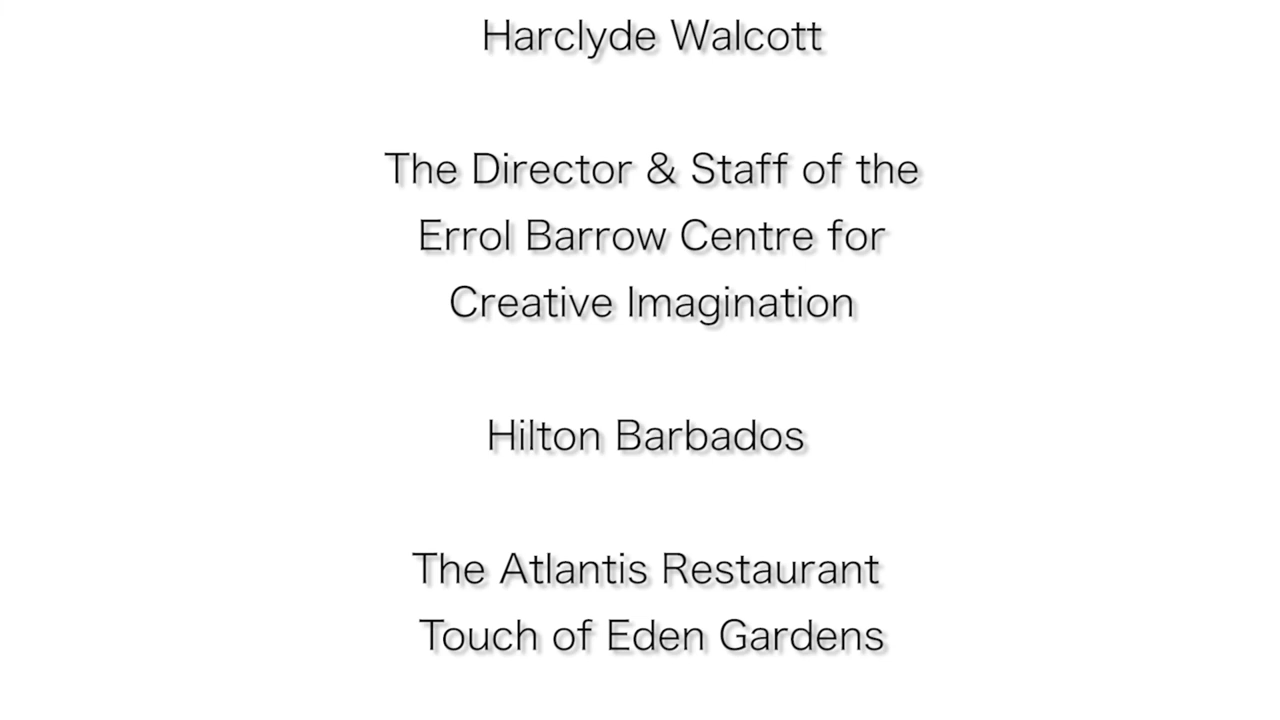 Harclyde Walcott
The Director & Staff of the
Errol Barrow Centre for
Creative Imagination
Hilton Barbados
The Atlantis Restaurant
Touch of Eden Gardens